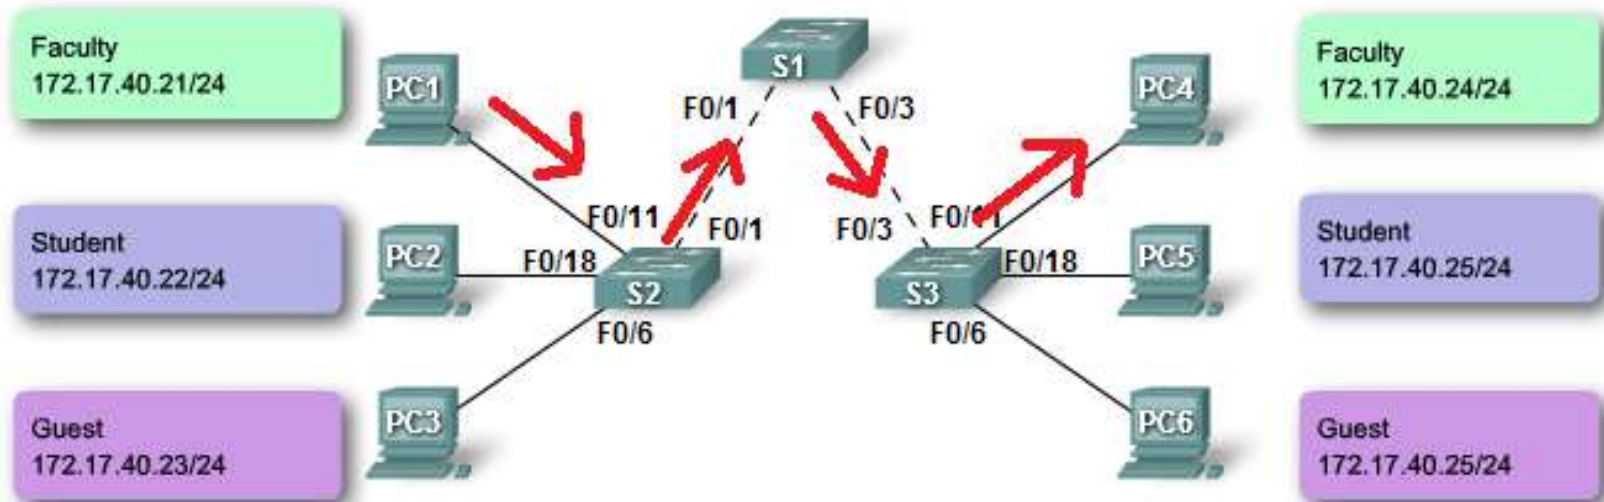 Faculty
172.17.40.21/24
PC1
S1
F0/1
F0/3
PC4
Faculty
172.17.40.24/24
Student
172.17.40.22/24
PC2
F0/11
F0/18
F0/1
S2
F0/6
F0/3
F0/11
F0/18
S3
F0/6
PC5
Student
172.17.40.25/24
Guest
172.17.40.23/24
PC3
PC6
Guest
172.17.40.25/24